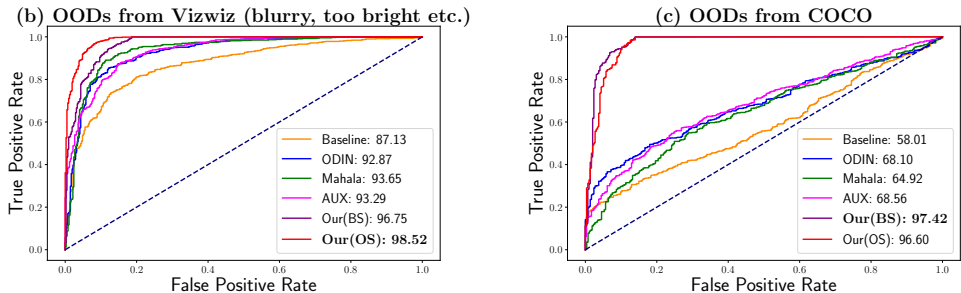 (b) OODs from Vizwiz (blurry, too bright etc.)
1.0
0.8
0.6
0.4
0.2
0.0
True Positive Rate
Baseline: 87.13
ODIN: 92.87
Mahala: 93.65
AUX: 93.29
Our(BS): 96.75
Our(OS): 98.52
0.0 0.2 0.4 0.6 0.8 1.0
False Positive Rate
(c) OODs from COCO
1.0
0.8
0.6
0.4
0.2
0.0
True Positive Rate
Baseline: 58.01
ODIN: 68.10
Mahala: 64.92
AUX: 68.56
Our(BS): 97.42
Our(OS): 96.60
0.0 0.2 0.4 0.6 0.8 1.0
False Positive Rate